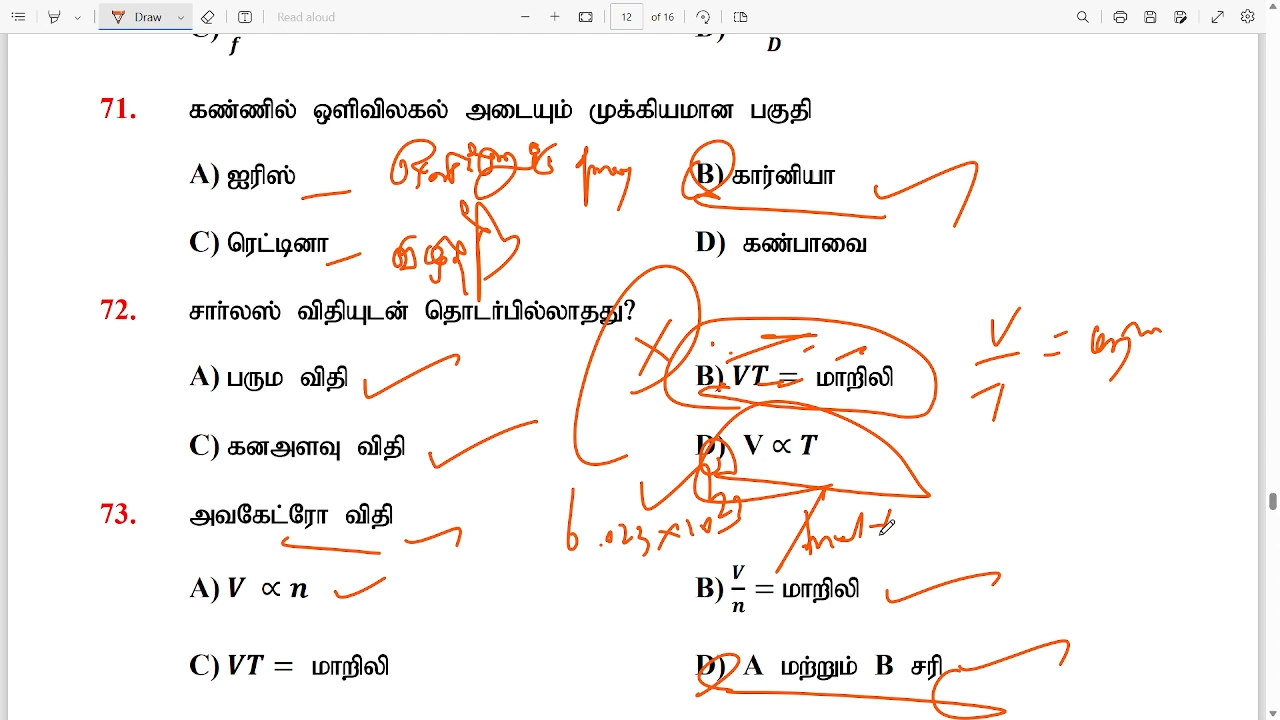 Draw
Read aloud
12 of 16
C) f
D) D
71. கண்ணில் ஒளிவிலகல் அடையும் முக்கியமான பகுதி
A) ஐரிஸ் B) கார்னியா
C) ரெட்டினா D) கண்பாவை
72. சார்லஸ் விதியுடன் தொடர்பில்லாதது?
A) பரும விதி B) VT = மாறிலி
V/T =
C) கனஅளவு விதி D) V ∝ T
73. அவகேட்ரோ விதி
6.023×10²³
A) V ∝ n B) V/n = மாறிலி
C) VT = மாறிலி D) A மற்றும் B சரி